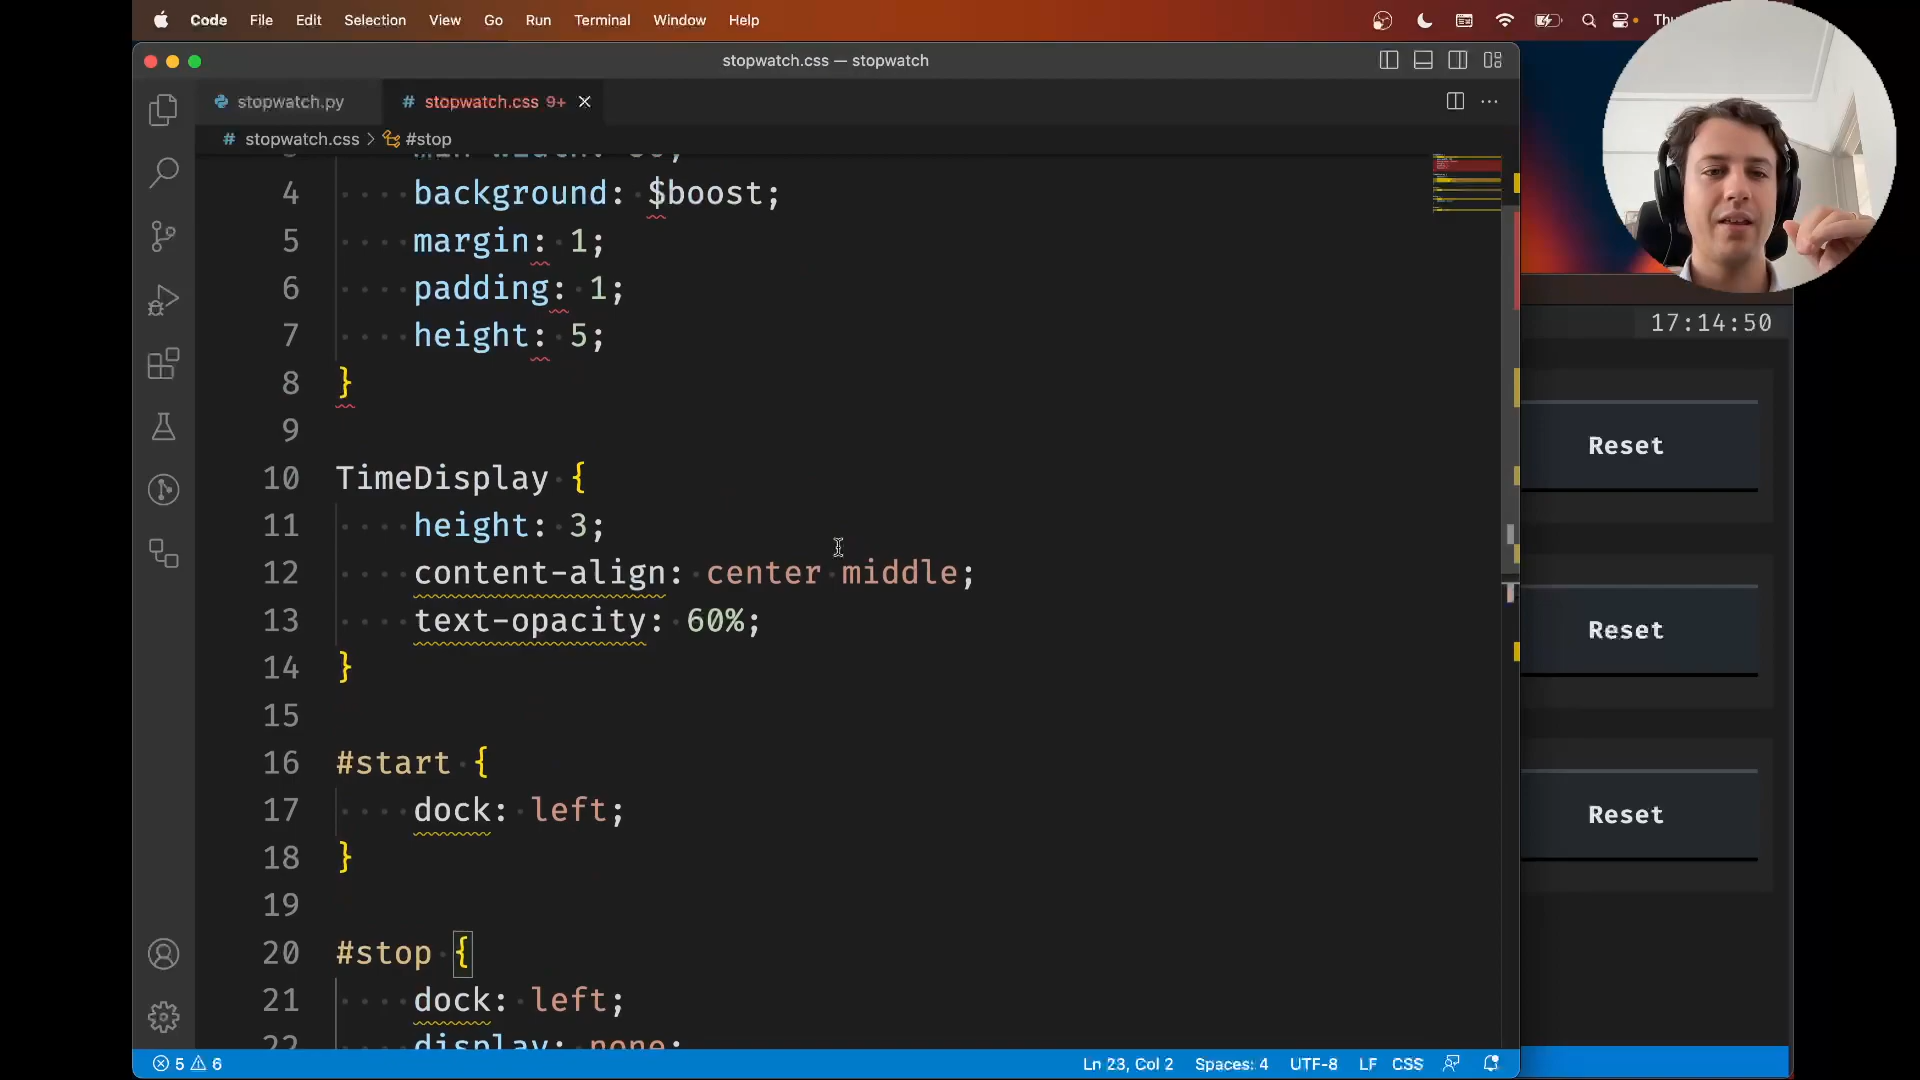 Code File Edit Selection View Go Run Terminal Window Help
stopwatch.css — stopwatch
stopwatch.py
# stopwatch.css 9+
# stopwatch.css > #stop
4 background: $boost;
5 margin: 1;
6 padding: 1;
7 height: 5;
8 }
9
10 TimeDisplay {
11 height: 3;
12 content-align: center middle;
13 text-opacity: 60%;
14 }
15
16 #start {
17 dock: left;
18 }
19
20 #stop {
21 dock: left;
22 display: none;
17:14:50
Reset
Reset
Reset
5 6
Ln 23, Col 2 Spaces: 4 UTF-8 LF CSS